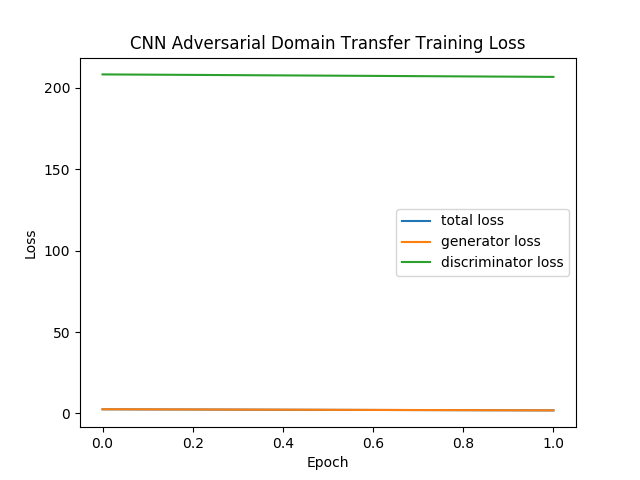 CNN Adversarial Domain Transfer Training Loss
200
150
100
50
0
Loss
total loss
generator loss
discriminator loss
0.0 0.2 0.4 0.6 0.8 1.0
Epoch